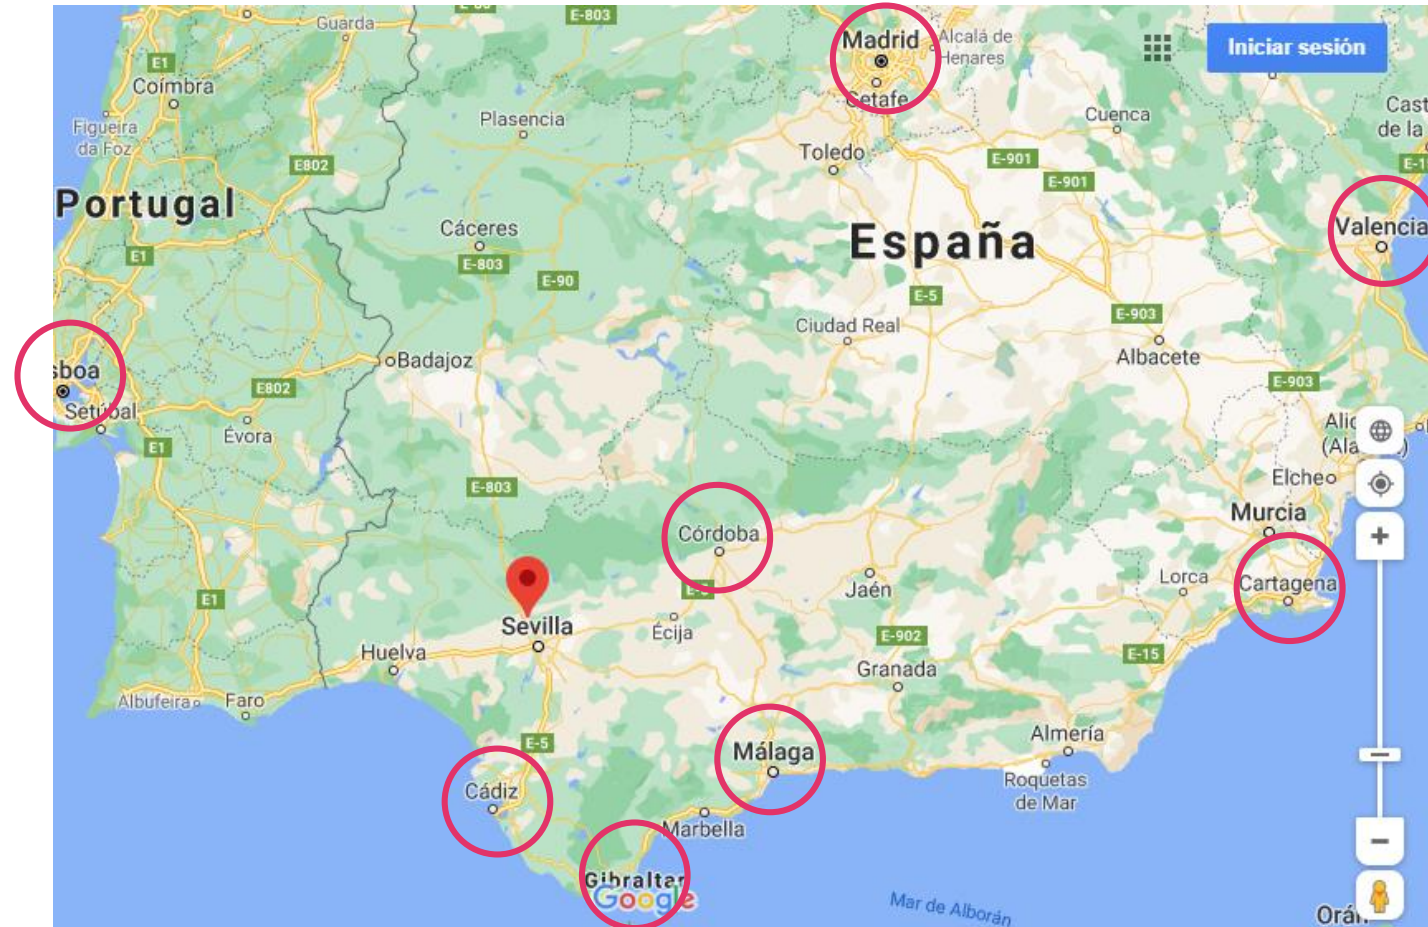 E-803
Guarda
Madrid
Alcalá de
Henares
Iniciar sesión
E1
Coímbra
Getafe
Plasencia
Cuenca
Figueira
da Foz
Cast
de la
E802
Toledo
E-901
E-901
Portugal
Cáceres
España
Valencia
E1
E-803
E-90
E-5
E-903
Ciudad Real
Albacete
sboa
Badajoz
E802
E-903
Setúbal
Évora
E1
Alic
(Ala
Elche
E-803
Murcia
Córdoba
Lorca
Cartagena
Jaén
E1
Sevilla
Écija
E-902
Huelva
E-15
Granada
Albufeira
Faro
Almería
E-5
Málaga
Roquetas
de Mar
Cádiz
Marbella
Gibraltar
Google
Mar de Alborán
Orán